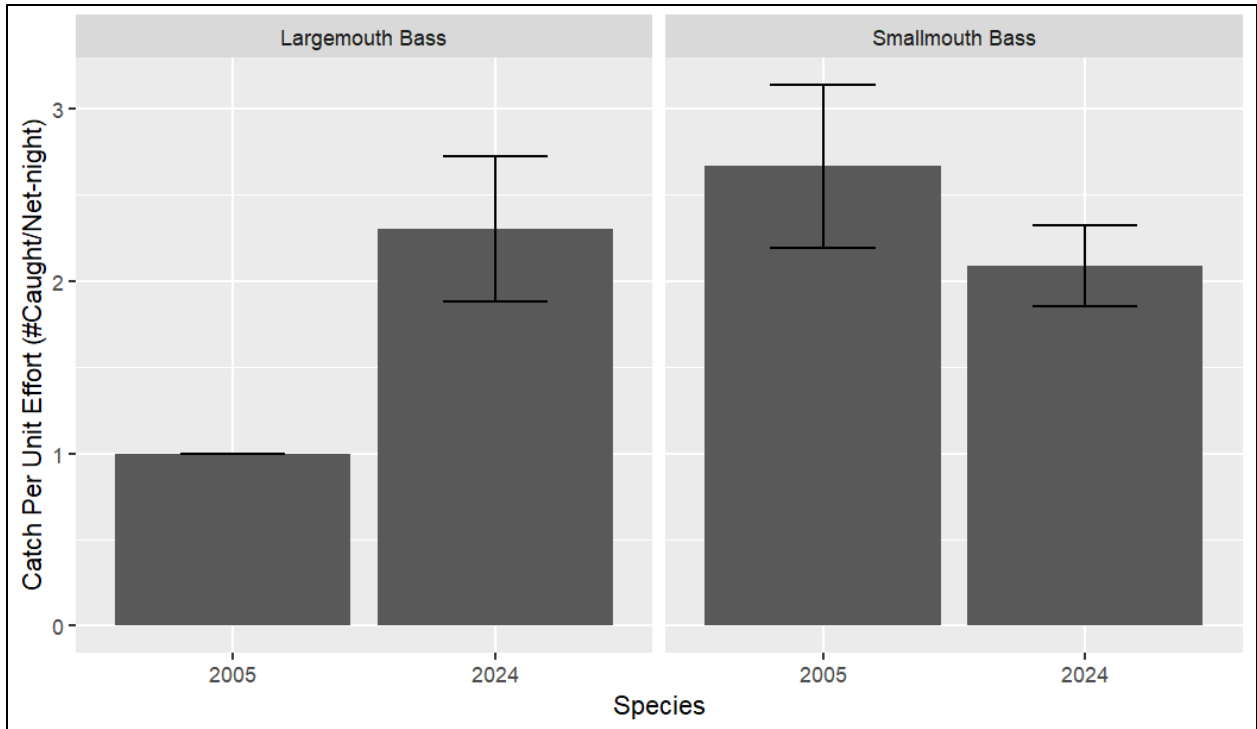 Largemouth Bass
Smallmouth Bass
Catch Per Unit Effort (#Caught/Net-night)
3
2
1
0
2005
2024
2005
2024
Species